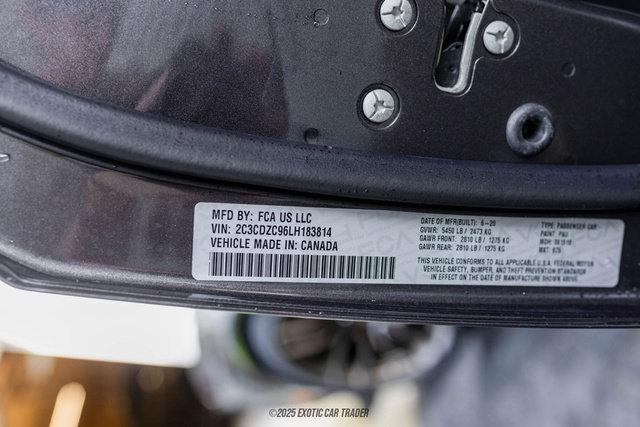 MFD BY: FCA US LLC
VIN: 2C3CDZC96LH183814
VEHICLE MADE IN: CANADA
DATE OF MFR(BUILT): 6-20
GVWR: 5450 LB/ 2473 KG
GAWR FRONT: 2810 LB/ 1275 KG
GAWR REAR: 2810 LB/ 1275 KG
TYPE: PASSENGER CAR
PAINT: PAU
MDH:
THIS VEHICLE CONFORMS TO ALL APPLICABLE U.S.A. FEDERAL MOTOR
VEHICLE SAFETY, BUMPER, AND THEFT PREVENTION STANDARDS
IN EFFECT ON THE DATE OF MANUFACTURE SHOWN ABOVE.
©2025 EXOTIC CAR TRADER